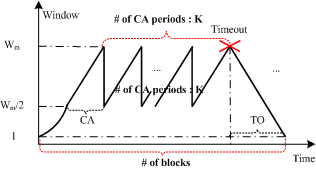 # of CA periods : K
Window
Timeout
Wm
...
...
# of CA periods : K
Wm/2
CA
TO
1
Time
# of blocks